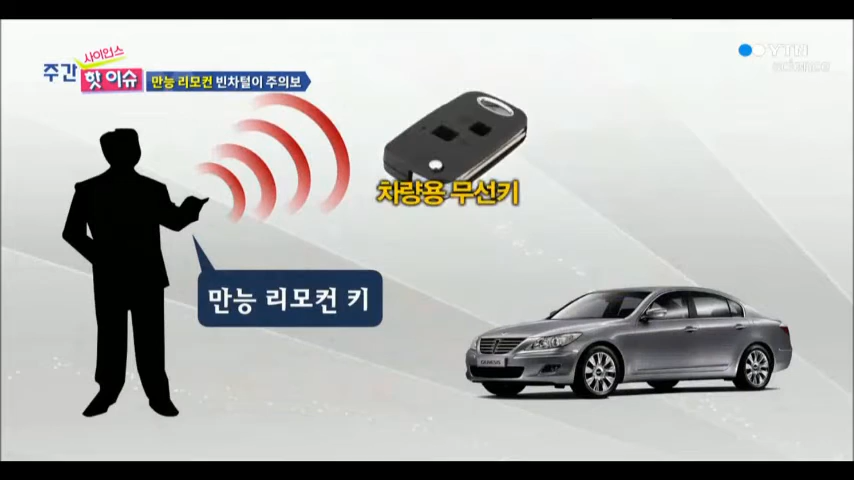 사이언스
주간 핫이슈
만능 리모컨 빈차털이 주의보
YTN
science
차량용 무선키
만능 리모컨 키
GENESIS